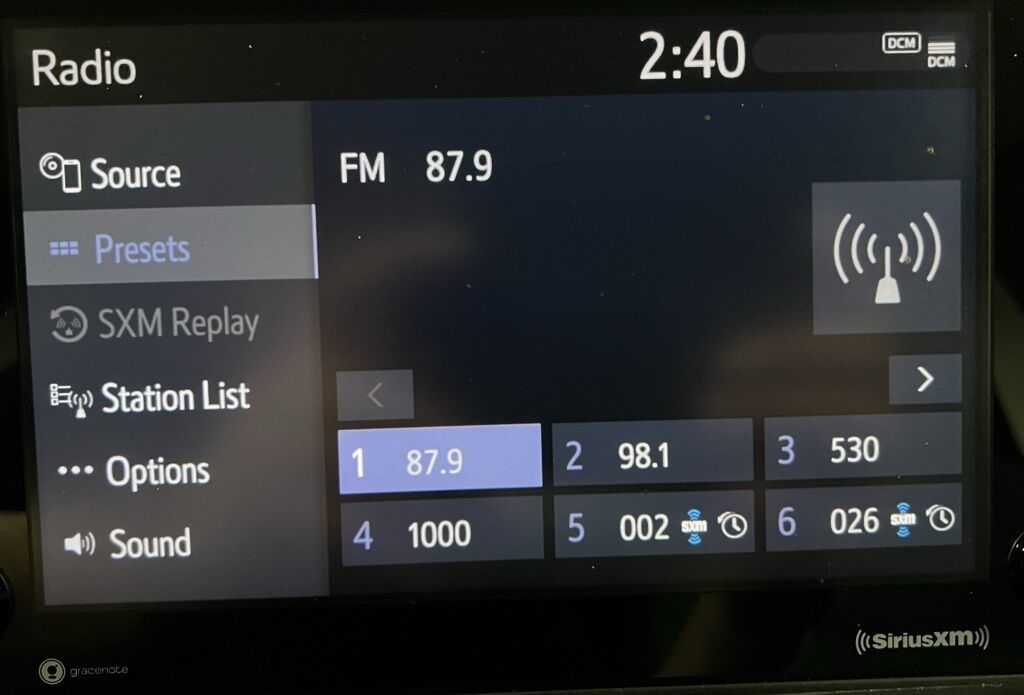 Radio
2:40
DCM
DCM
Source
FM 87.9
Presets
SXM Replay
Station List
< >
1 87.9
2 98.1
3 530
Options
4 1000
5 002 sxm
6 026 sxm
Sound
((SiriusXM))
gracenote